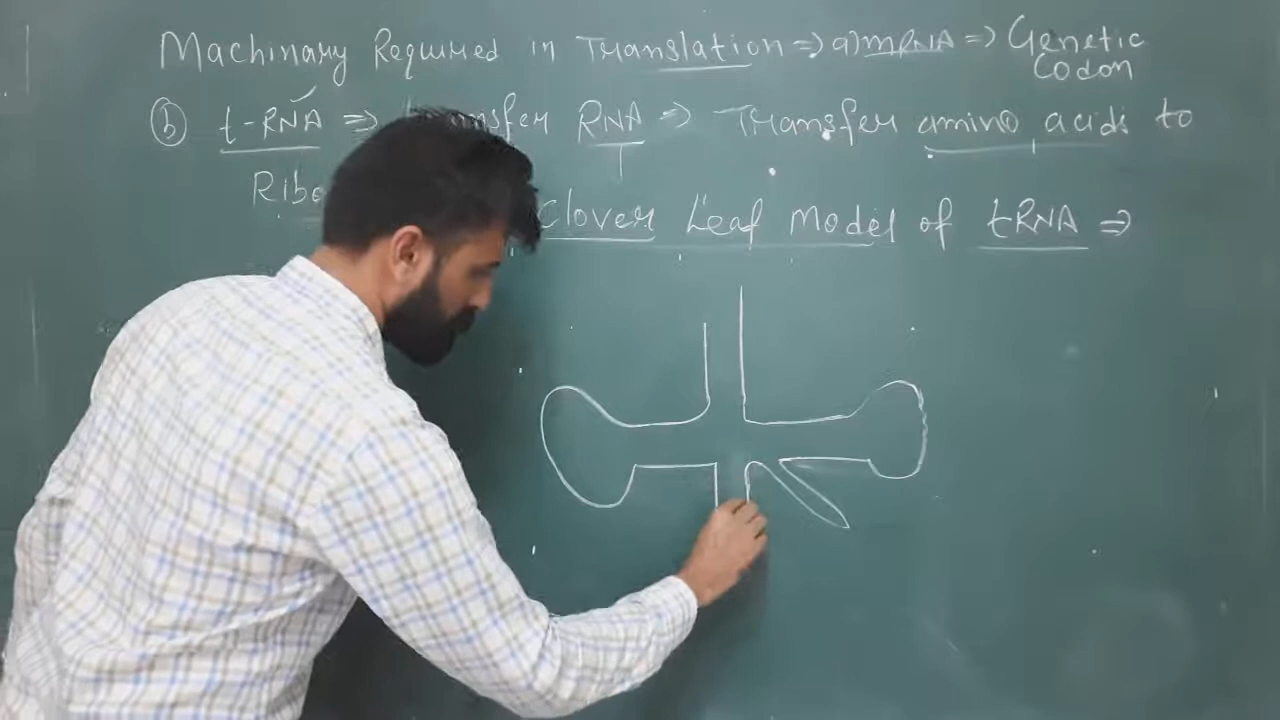 Machinary Required in Translation => a) mRNA => Genetic Codon
(b) t-RNA => Transfer RNA => Transfer amino acids to
Ribo
Clover Leaf Model of tRNA =>